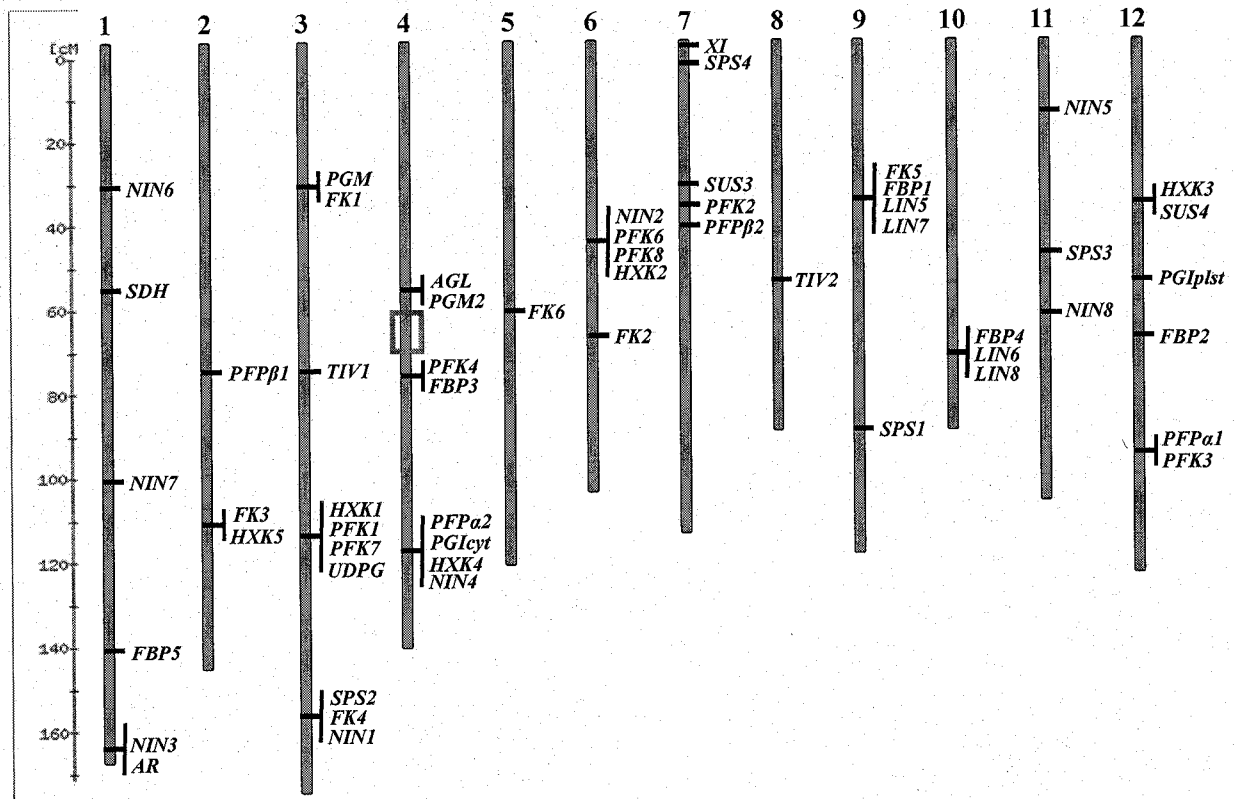 1 2 3 4 5 6 7 8 9 10 11 12
[cM
0
20
40
60
80
100
120
140
160
NIN6
SDH
NIN7
FBP5
NIN3
AR
PFPβ1
FK3
HXK5
PGM
FK1
TIV1
HXK1
PFK1
PFK7
UDPG
SPS2
FK4
NIN1
AGL
PGM2
PFK4
FBP3
PFPα2
PGIcyt
HXK4
NIN4
FK6
NIN2
PFK6
PFK8
HXK2
FK2
XI
SPS4
SUS3
PFK2
PFPβ2
TIV2
FK5
FBP1
LIN5
LIN7
SPS1
FBP4
LIN6
LIN8
NIN5
SPS3
NIN8
HXK3
SUS4
PGIplst
FBP2
PFPα1
PFK3